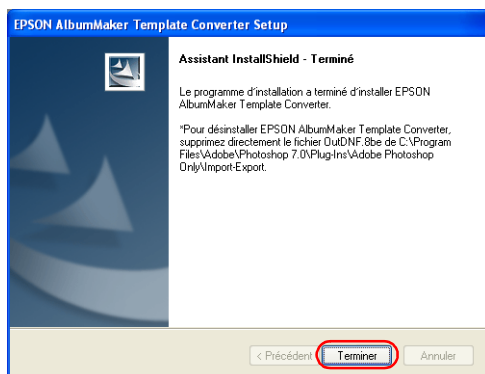 EPSON AlbumMaker Template Converter Setup
Assistant InstallShield - Terminé
Le programme d'installation a terminé d'installer EPSON
AlbumMaker Template Converter.
*Pour désinstaller EPSON AlbumMaker Template Converter,
supprimez directement le fichier OutDNF.8be de C:\Program
Files\Adobe\Photoshop 7.0\Plug-Ins\Adobe Photoshop
Only\Import-Export.
< Précédent Terminer Annuler